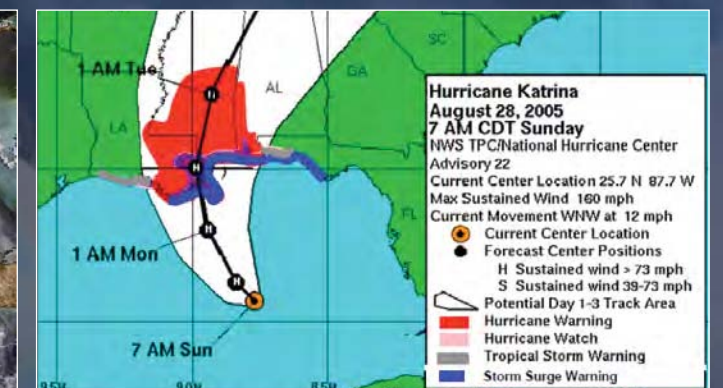 1 AM Tue
H
AL
GA
SC
LA
H
H
1 AM Mon
H
FL
7 AM Sun
95W
90W
85W
Hurricane Katrina
August 28, 2005
7 AM CDT Sunday
NWS TPC/National Hurricane Center
Advisory 22
Current Center Location 25.7 N 87.7 W
Max Sustained Wind 160 mph
Current Movement WNW at 12 mph
Current Center Location
Forecast Center Positions
H Sustained wind > 73 mph
S Sustained wind 39-73 mph
Potential Day 1-3 Track Area
Hurricane Warning
Hurricane Watch
Tropical Storm Warning
Storm Surge Warning